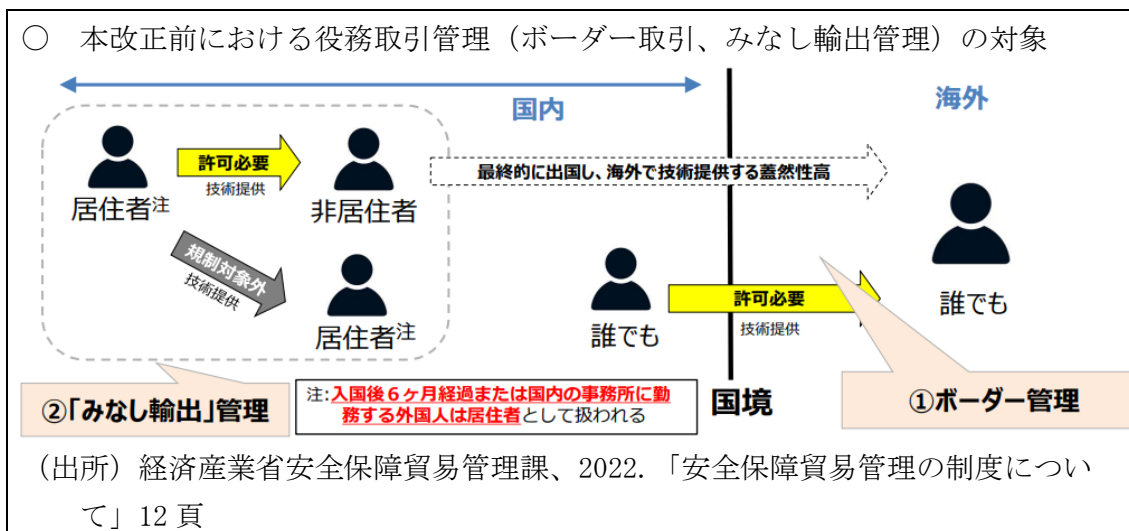 ○ 本改正前における役務取引管理（ボーダー取引、みなし輸出管理）の対象
国内
海外
許可必要
技術提供
最終的に出国し、海外で技術提供する蓋然性高
居住者注
非居住者
規制対象外
技術提供
居住者注
誰でも
許可必要
技術提供
誰でも
②「みなし輸出」管理
注:入国後６ヶ月経過または国内の事務所に勤
務する外国人は居住者として扱われる
国境
①ボーダー管理
（出所）経済産業省安全保障貿易管理課、2022．「安全保障貿易管理の制度につい
て」12 頁